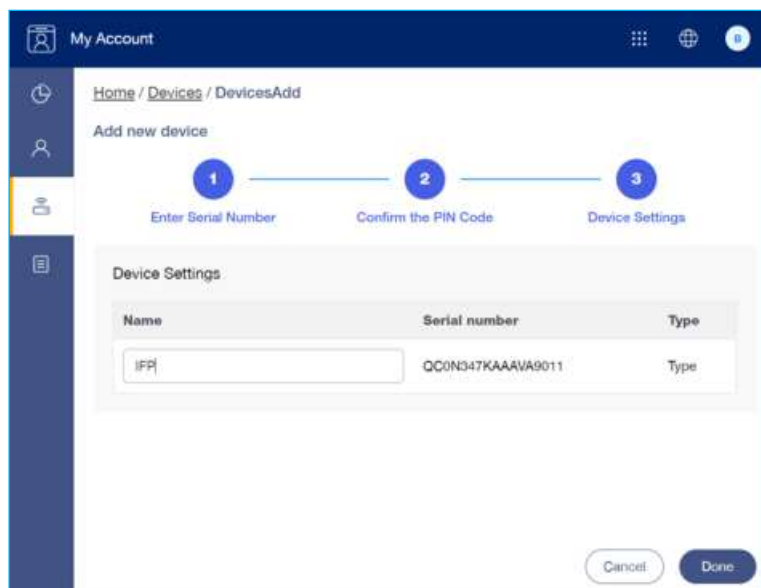 My Account
B
Home / Devices / DevicesAdd
Add new device
1 2 3
Enter Serial Number Confirm the PIN Code Device Settings
Device Settings
Name Serial number Type
IFP QC0N347KAAAVA9011 Type
Cancel Done